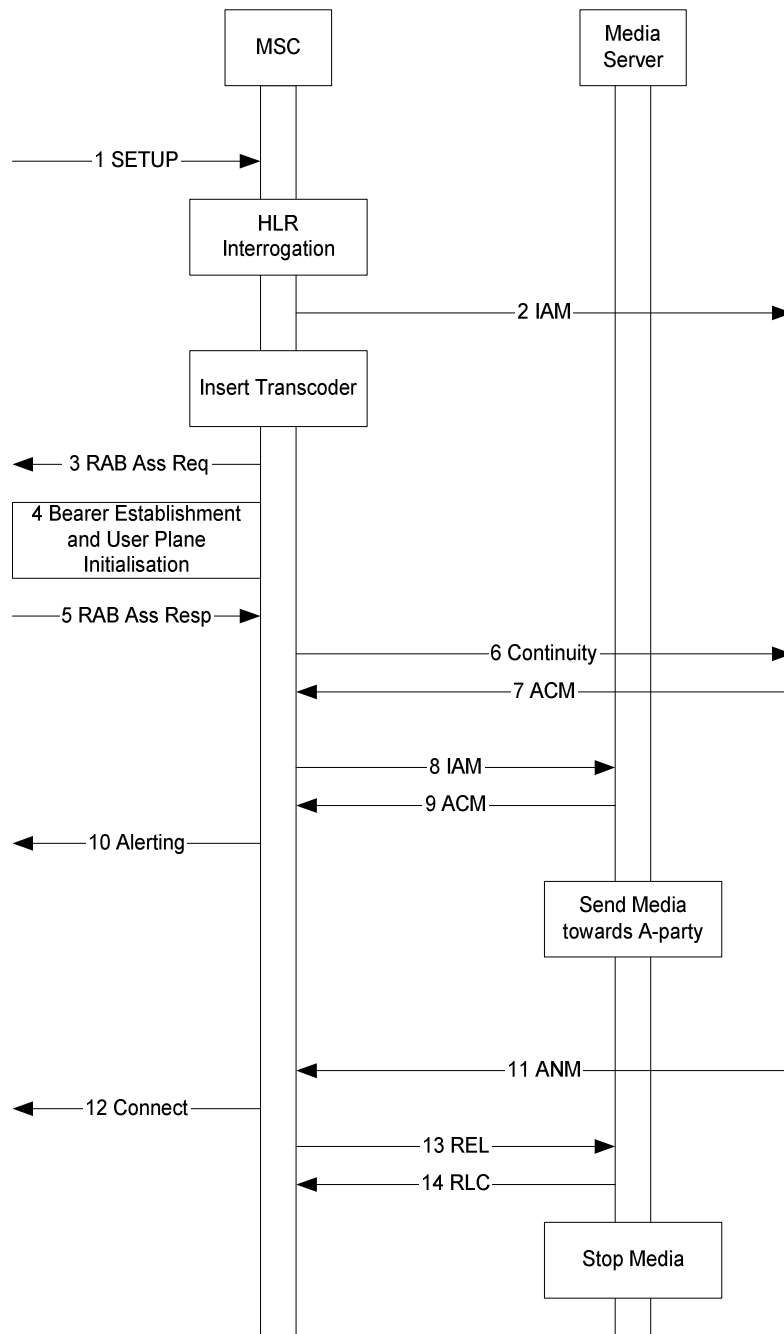 MSC
Media
Server
1 SETUP
HLR
Interrogation
2 IAM
Insert Transcoder
3 RAB Ass Req
4 Bearer Establishment
and User Plane
Initialisation
5 RAB Ass Resp
6 Continuity
7 ACM
8 IAM
9 ACM
10 Alerting
Send Media
towards A-party
11 ANM
12 Connect
13 REL
14 RLC
Stop Media